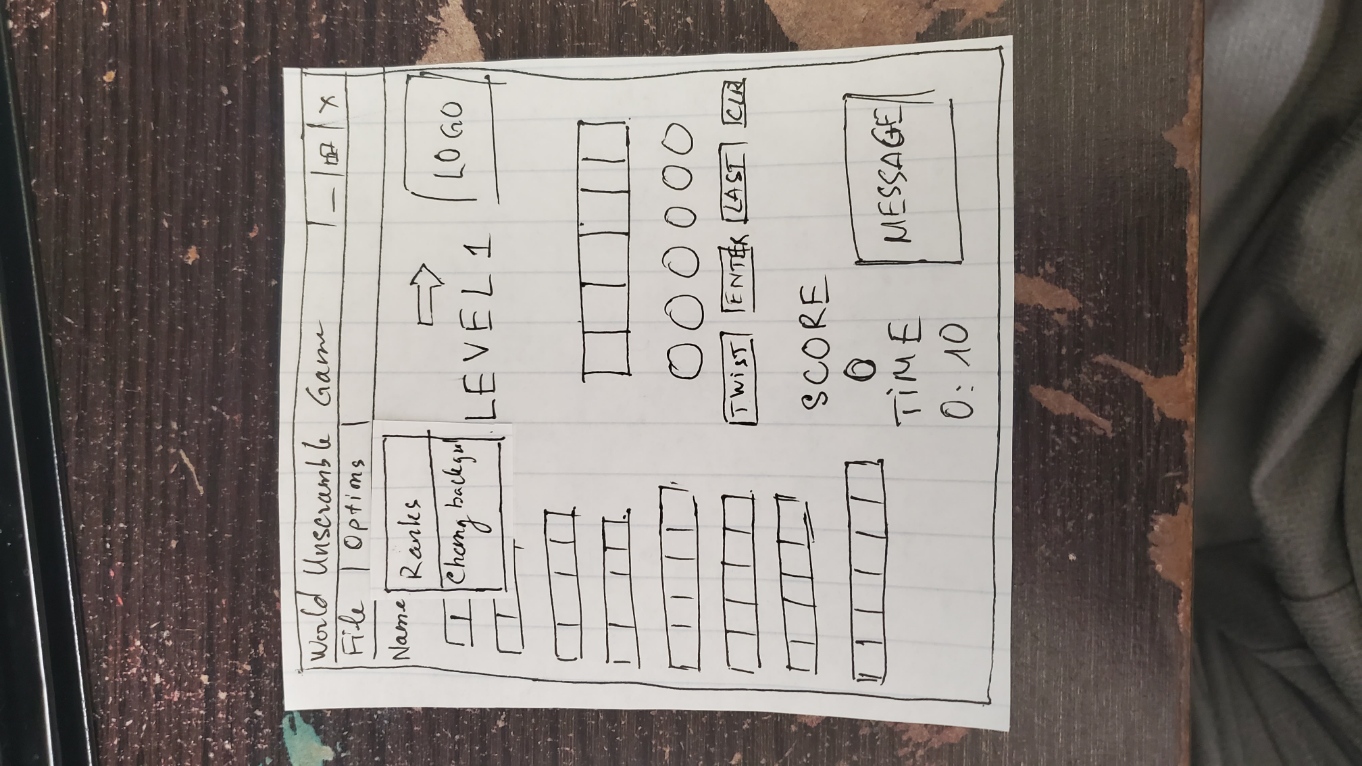 World Unscramble Game _ X
File | Options |
Name
Ranks
Chang backgu
LEVEL 1
LOGO
TWIST ENTER LAST CLR
SCORE
0
TIME
0:10
MESSAGE